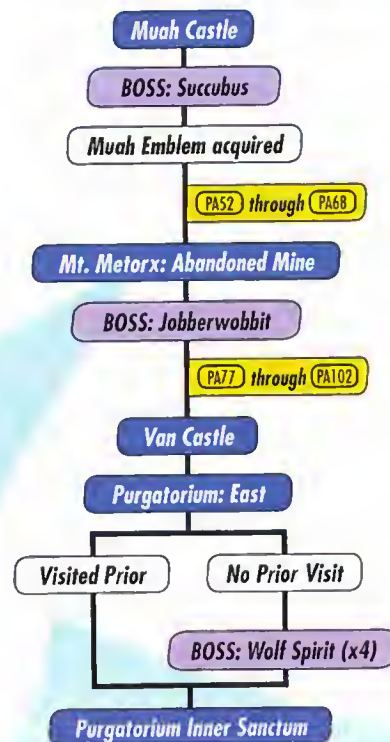 Muah Castle
BOSS: Succubus
Muah Emblem acquired
PA52 through PA68
Mt. Metorx: Abandoned Mine
BOSS: Jobberwobbit
PA77 through PA102
Van Castle
Purgatorium: East
Visited Prior
No Prior Visit
BOSS: Wolf Spirit (x4)
Purgatorium Inner Sanctum